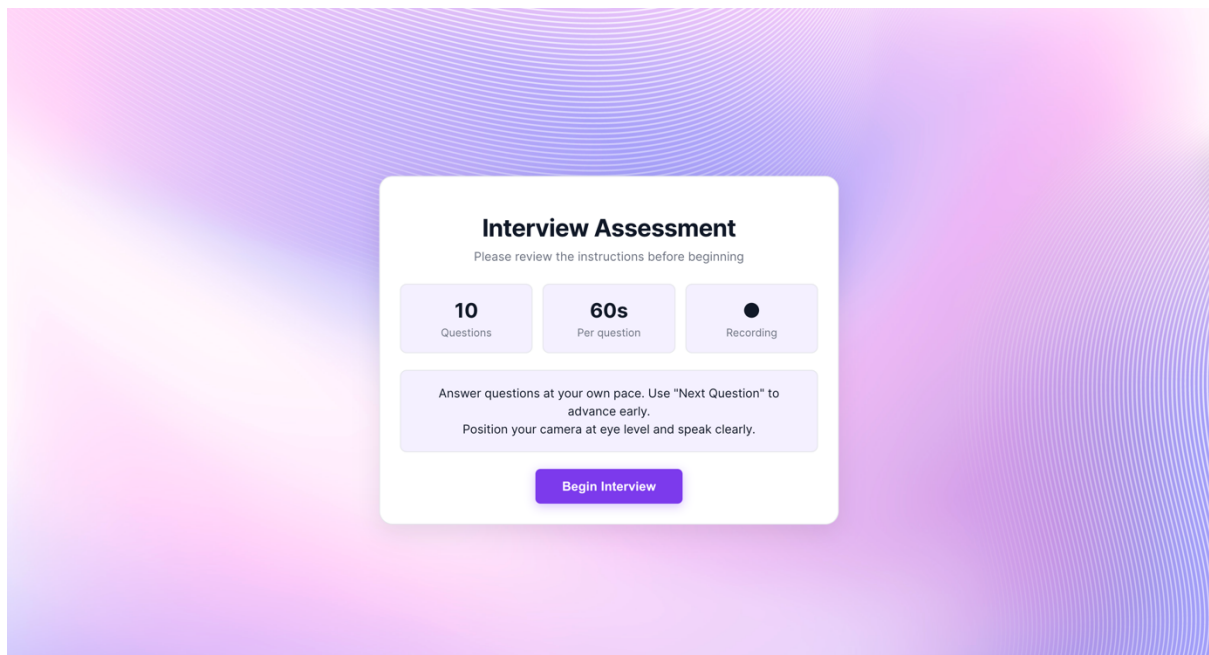 Interview Assessment
Please review the instructions before beginning
10
Questions
60s
Per question
Recording
Answer questions at your own pace. Use "Next Question" to
advance early.
Position your camera at eye level and speak clearly.
Begin Interview